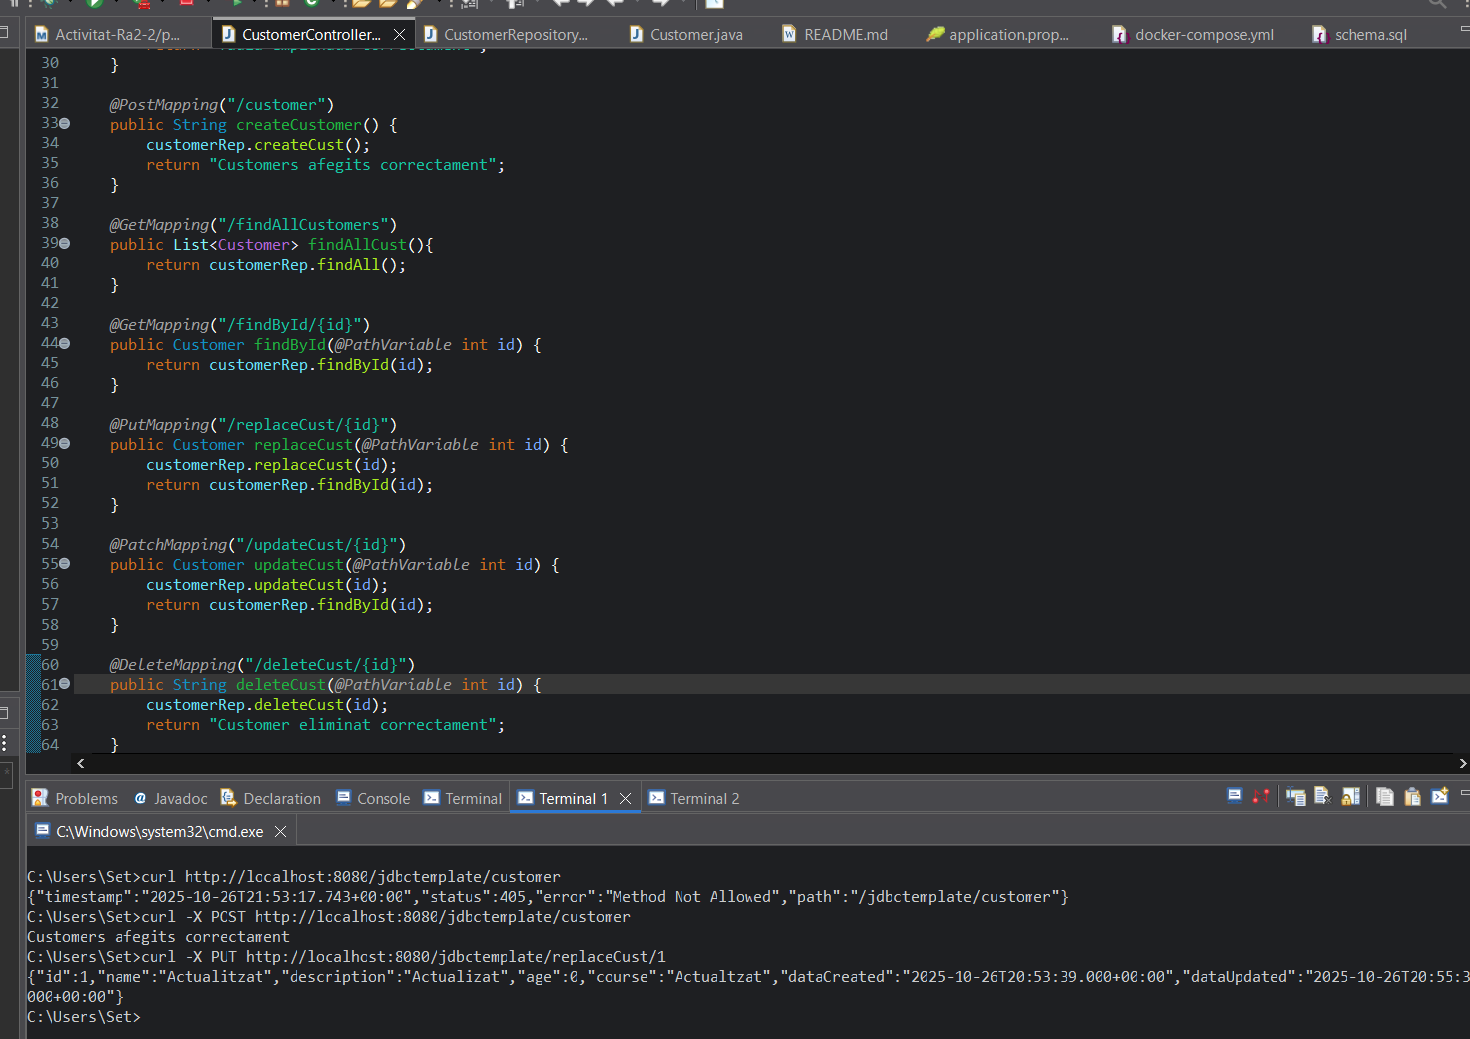 Activitat-Ra2-2/p...
CustomerController...
CustomerRepository...
Customer.java
README.md
application.prop...
docker-compose.yml
schema.sql
30 }
31
32 @PostMapping("/customer")
33 public String createCustomer() {
34 customerRep.createCust();
35 return "Customers afegits correctament";
36 }
37
38 @GetMapping("/findAllCustomers")
39 public List<Customer> findAllCust(){
40 return customerRep.findAll();
41 }
42
43 @GetMapping("/findById/{id}")
44 public Customer findById(@PathVariable int id) {
45 return customerRep.findById(id);
46 }
47
48 @PutMapping("/replaceCust/{id}")
49 public Customer replaceCust(@PathVariable int id) {
50 customerRep.replaceCust(id);
51 return customerRep.findById(id);
52 }
53
54 @PatchMapping("/updateCust/{id}")
55 public Customer updateCust(@PathVariable int id) {
56 customerRep.updateCust(id);
57 return customerRep.findById(id);
58 }
59
60 @DeleteMapping("/deleteCust/{id}")
61 public String deleteCust(@PathVariable int id) {
62 customerRep.deleteCust(id);
63 return "Customer eliminat correctament";
64 }
Problems
Javadoc
Declaration
Console
Terminal
Terminal 1
Terminal 2
C:\Windows\system32\cmd.exe
C:\Users\Set>curl http://localhost:8080/jdbctemplate/customer
{"timestamp":"2025-10-26T21:53:17.743+00:00","status":405,"error":"Method Not Allowed","path":"/jdbctemplate/customer"}
C:\Users\Set>curl -X POST http://localhost:8080/jdbctemplate/customer
Customers afegits correctament
C:\Users\Set>curl -X PUT http://localhost:8080/jdbctemplate/replaceCust/1
{"id":1,"name":"Actualitzat","description":"Actualizat","age":0,"course":"Actualtzat","dataCreated":"2025-10-26T20:53:39.000+00:00","dataUpdated":"2025-10-26T20:55:3
000+00:00"}
C:\Users\Set>